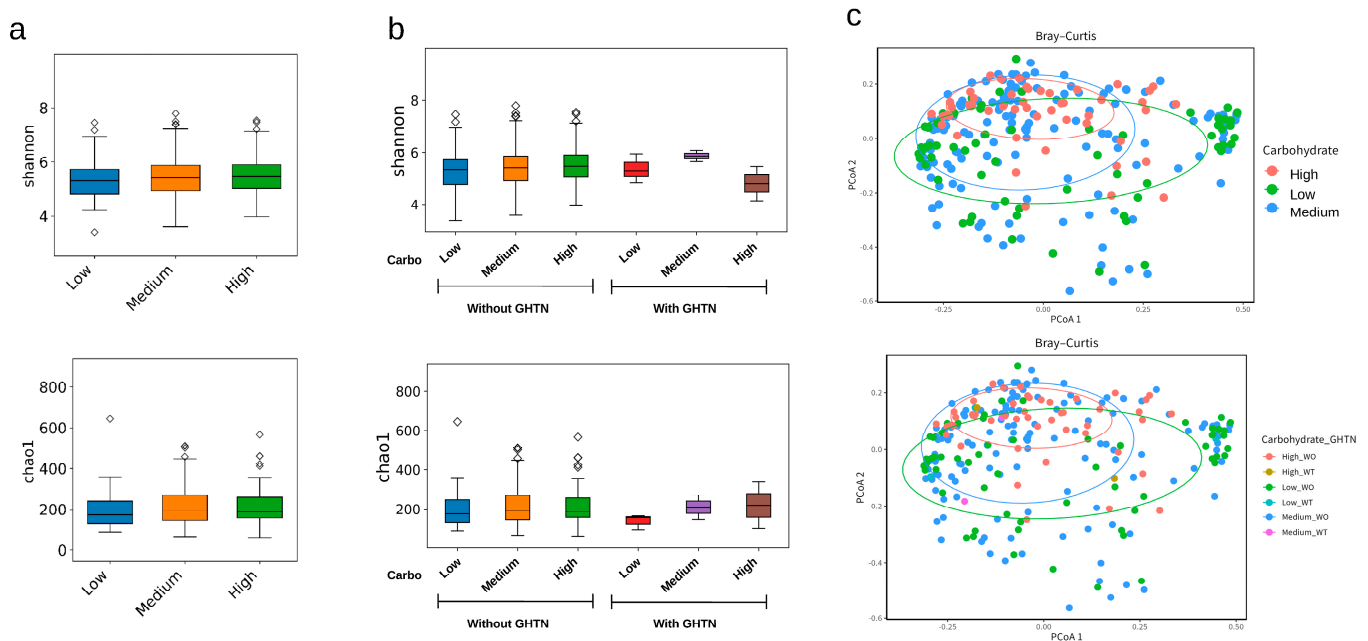 a
8
6
4
shannon
Low
Medium
High
800
600
400
200
0
chao1
Low
Medium
High
b
8
6
4
shannon
Carbo
Low
Medium
High
Low
Medium
High
Without GHTN
With GHTN
800
600
400
200
chao1
Carbo
Low
Medium
High
Low
Medium
High
Without GHTN
With GHTN
c
Bray–Curtis
0.2
0.0
-0.2
-0.4
-0.6
PCoA 2
-0.25
0.00
0.25
0.50
PCoA 1
Carbohydrate
High
Low
Medium
Bray–Curtis
0.2
0.0
-0.2
-0.4
-0.6
PCoA 2
-0.25
0.00
0.25
0.50
PCoA 1
Carbohydrate_GHTN
High_WO
High_WT
Low_WO
Low_WT
Medium_WO
Medium_WT